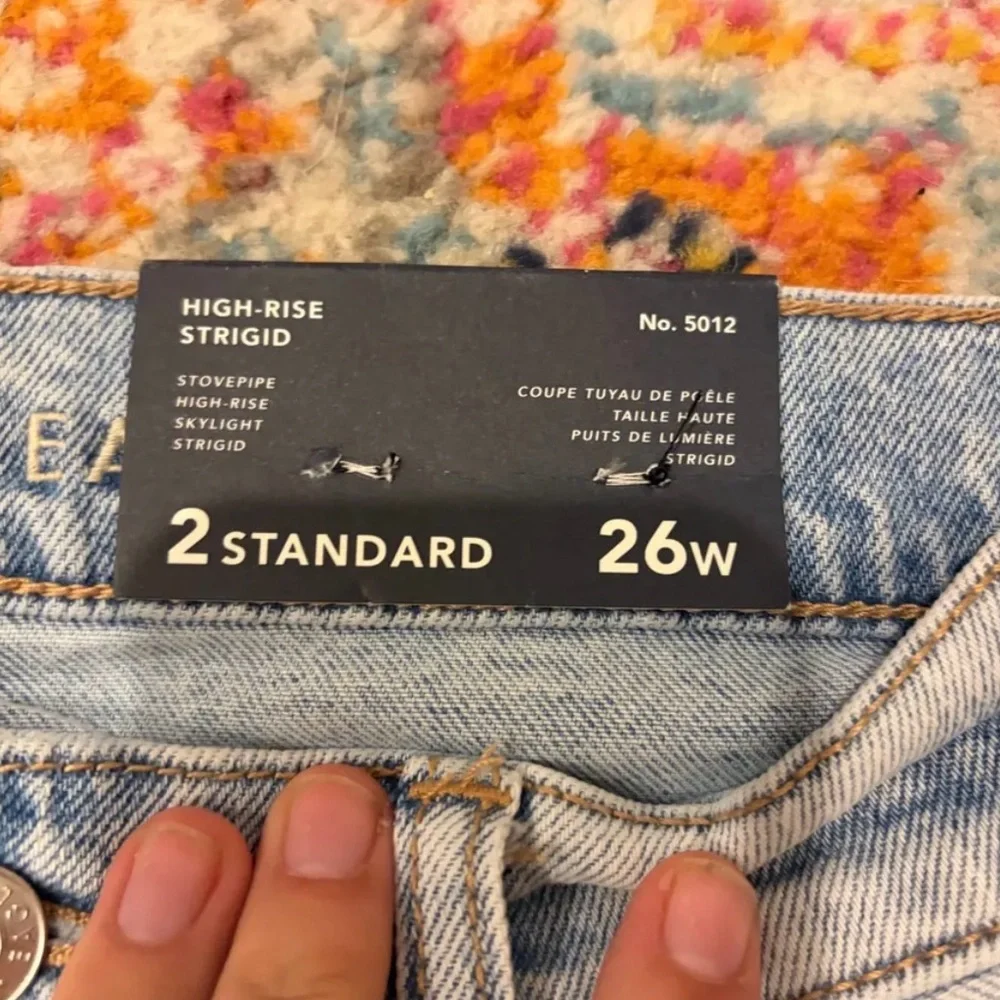 HIGH-RISE
STRIGID
No. 5012
STOVEPIPE
HIGH-RISE
SKYLIGHT
STRIGID
COUPE TUYAU DE POÊLE
TAILLE HAUTE
PUITS DE LUMIÈRE
STRIGID
2 STANDARD
26W